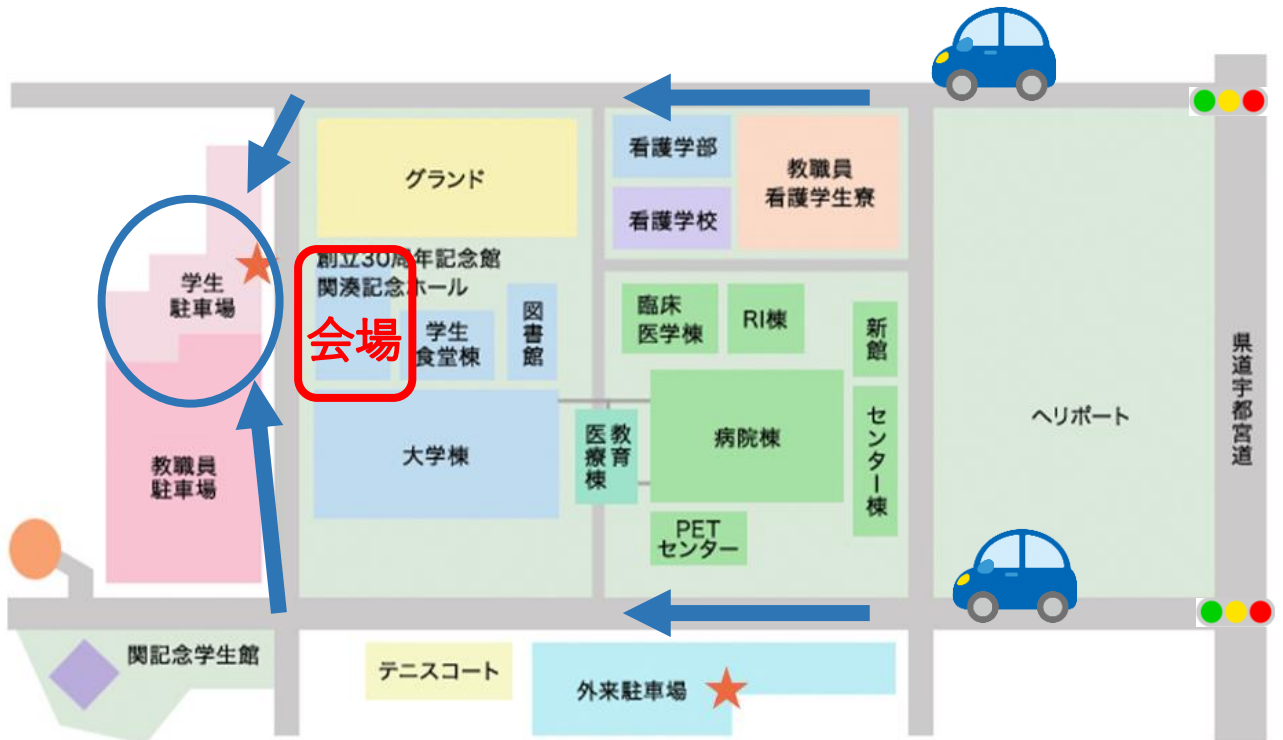 グランド
看護学部
看護学校
教職員
看護学生寮
創立30周年記念館
関湊記念ホール
会場
学生
食堂棟
図書館
臨床
医学棟
RI棟
新館
学生
駐車場
県道宇都宮道
ヘリポート
大学棟
教育
医療棟
病院棟
センター棟
教職員
駐車場
PET
センター
関記念学生館
テニスコート
外来駐車場